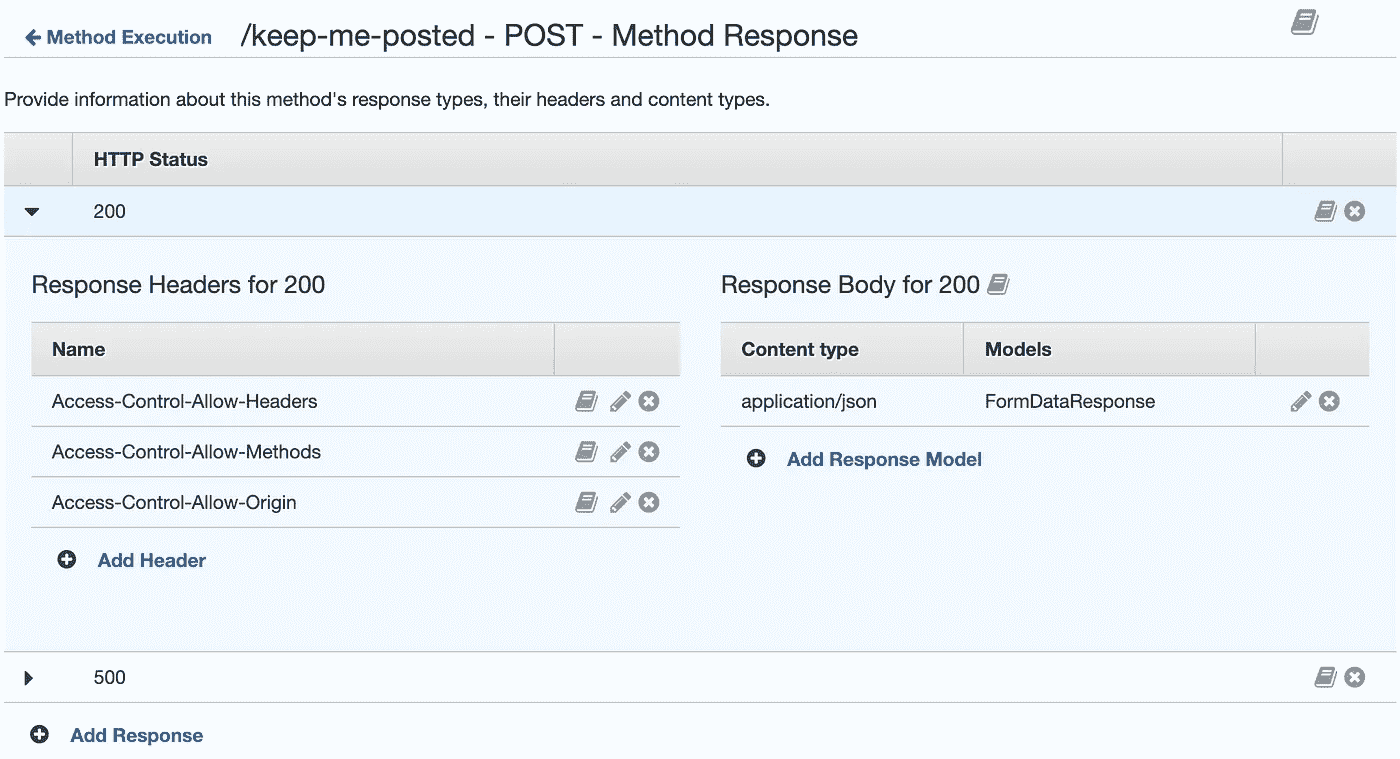 Method Execution /keep-me-posted - POST - Method Response
Provide information about this method's response types, their headers and content types.
HTTP Status
200
Response Headers for 200
Name
Access-Control-Allow-Headers
Access-Control-Allow-Methods
Access-Control-Allow-Origin
Add Header
Response Body for 200
Content type Models
application/json FormDataResponse
Add Response Model
500
Add Response